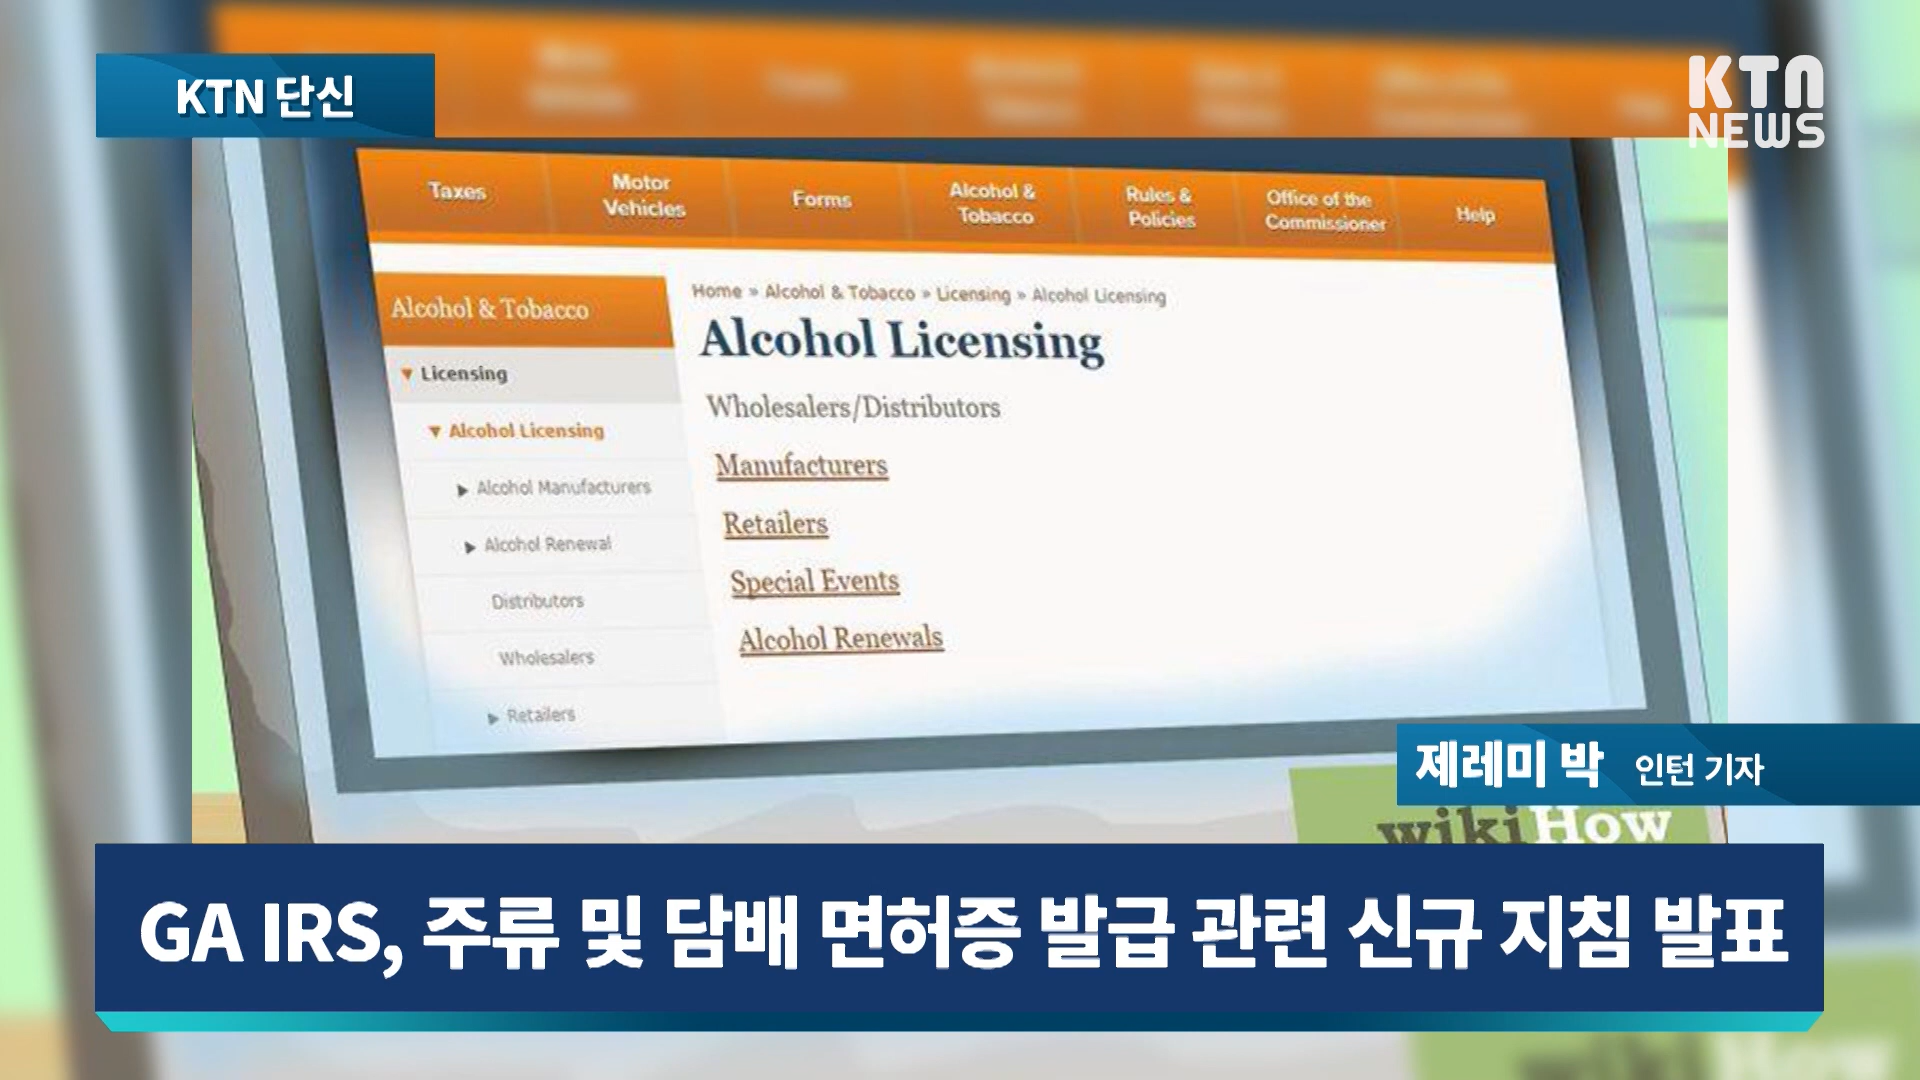 KTN 단신
KTN
NEWS
Taxes
Motor
Vehicles
Forms
Alcohol &
Tobacco
Rules &
Policies
Office of the
Commissioner
Help
Alcohol & Tobacco
Licensing
Alcohol Licensing
Alcohol Manufacturers
Alcohol Renewal
Distributors
Wholesalers
Retailers
Home » Alcohol & Tobacco » Licensing » Alcohol Licensing
Alcohol Licensing
Wholesalers/Distributors
Manufacturers
Retailers
Special Events
Alcohol Renewals
제레미 박 인턴 기자
wikiHow
GA IRS, 주류 및 담배 면허증 발급 관련 신규 지침 발표